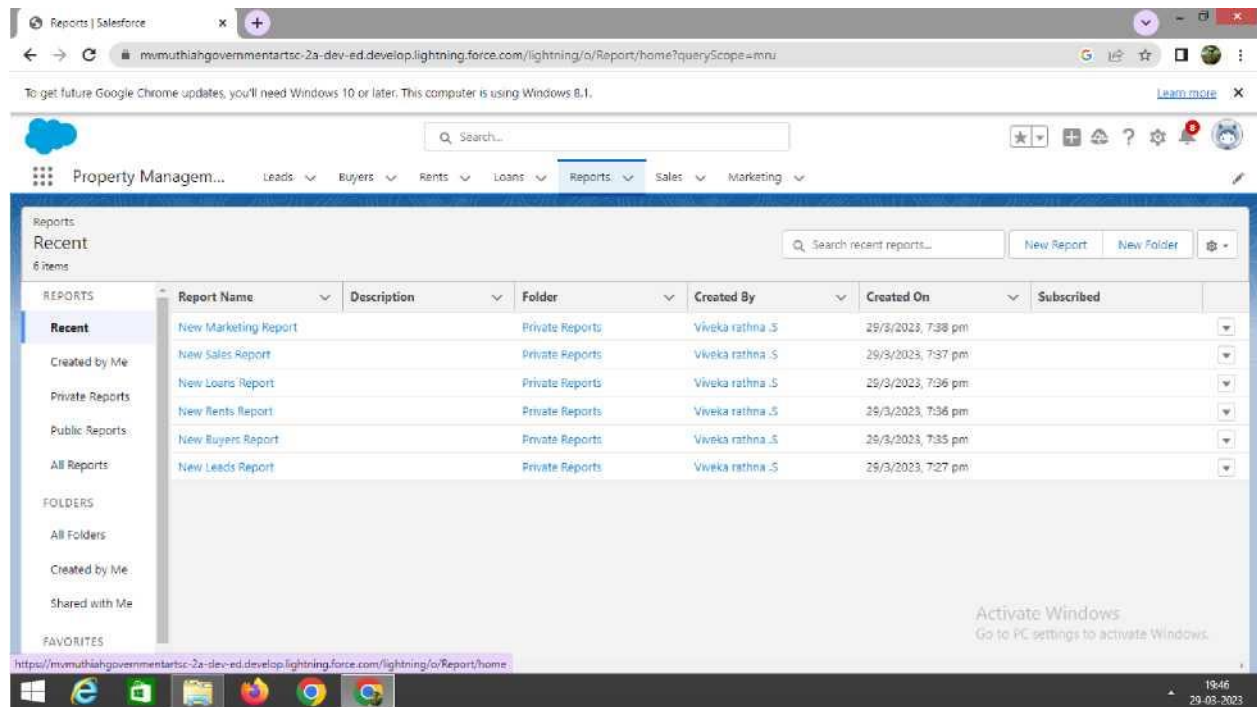 Reports | Salesforce
mvmuthiahgovernmentartsc-2a-dev-ed.develop.lightning.force.com/lightning/o/Report/home?queryScope=mru
To get future Google Chrome updates, you'll need Windows 10 or later. This computer is using Windows 8.1. Learn more
Search...
8
Property Managem... Leads Buyers Rents Loans Reports Sales Marketing
Reports
Recent
6 items
Search recent reports... New Report New Folder
REPORTS Report Name Description Folder Created By Created On Subscribed
Recent New Marketing Report Private Reports Viveka rathna .S 29/3/2023, 7:38 pm
New Sales Report Private Reports Viveka rathna .S 29/3/2023, 7:37 pm
Created by Me
New Loans Report Private Reports Viveka rathna .S 29/3/2023, 7:36 pm
Private Reports
New Rents Report Private Reports Viveka rathna .S 29/3/2023, 7:36 pm
Public Reports
New Buyers Report Private Reports Viveka rathna .S 29/3/2023, 7:35 pm
All Reports New Leads Report Private Reports Viveka rathna .S 29/3/2023, 7:27 pm
FOLDERS
All Folders
Created by Me
Shared with Me
FAVORITES
Activate Windows
Go to PC settings to activate Windows.
https://mvmuthiahgovernmentartsc-2a-dev-ed.develop.lightning.force.com/lightning/o/Report/home
19:46
29-03-2023